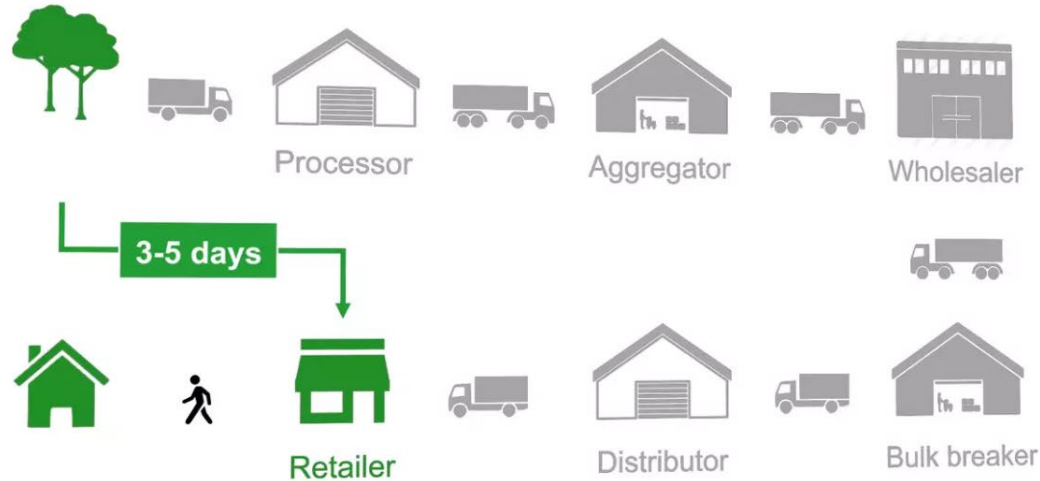 Processor
Aggregator
Wholesaler
3-5 days
Retailer
Distributor
Bulk breaker